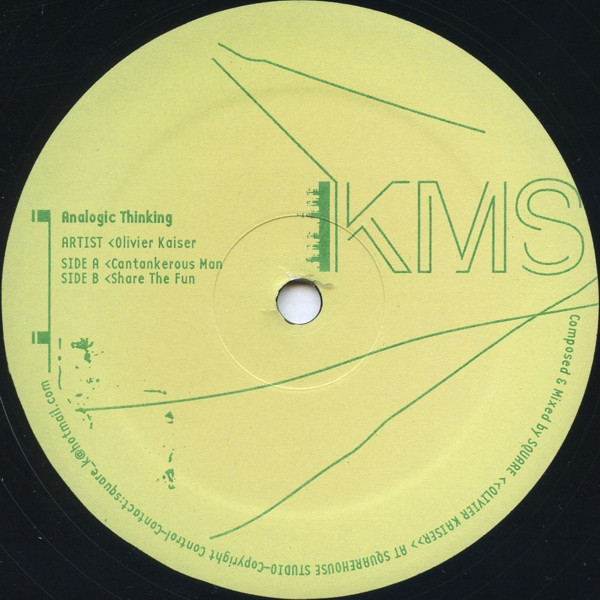 KMS
Analogic Thinking
ARTIST <Olivier Kaiser
SIDE A <Cantankerous Man
SIDE B <Share The Fun
Composed & Mixed by SQUARE <<OLIVIER KAISER>> AT SQUAREHOUSE STUDIO-Copyright Control-Contact:square_k@hotmail.com